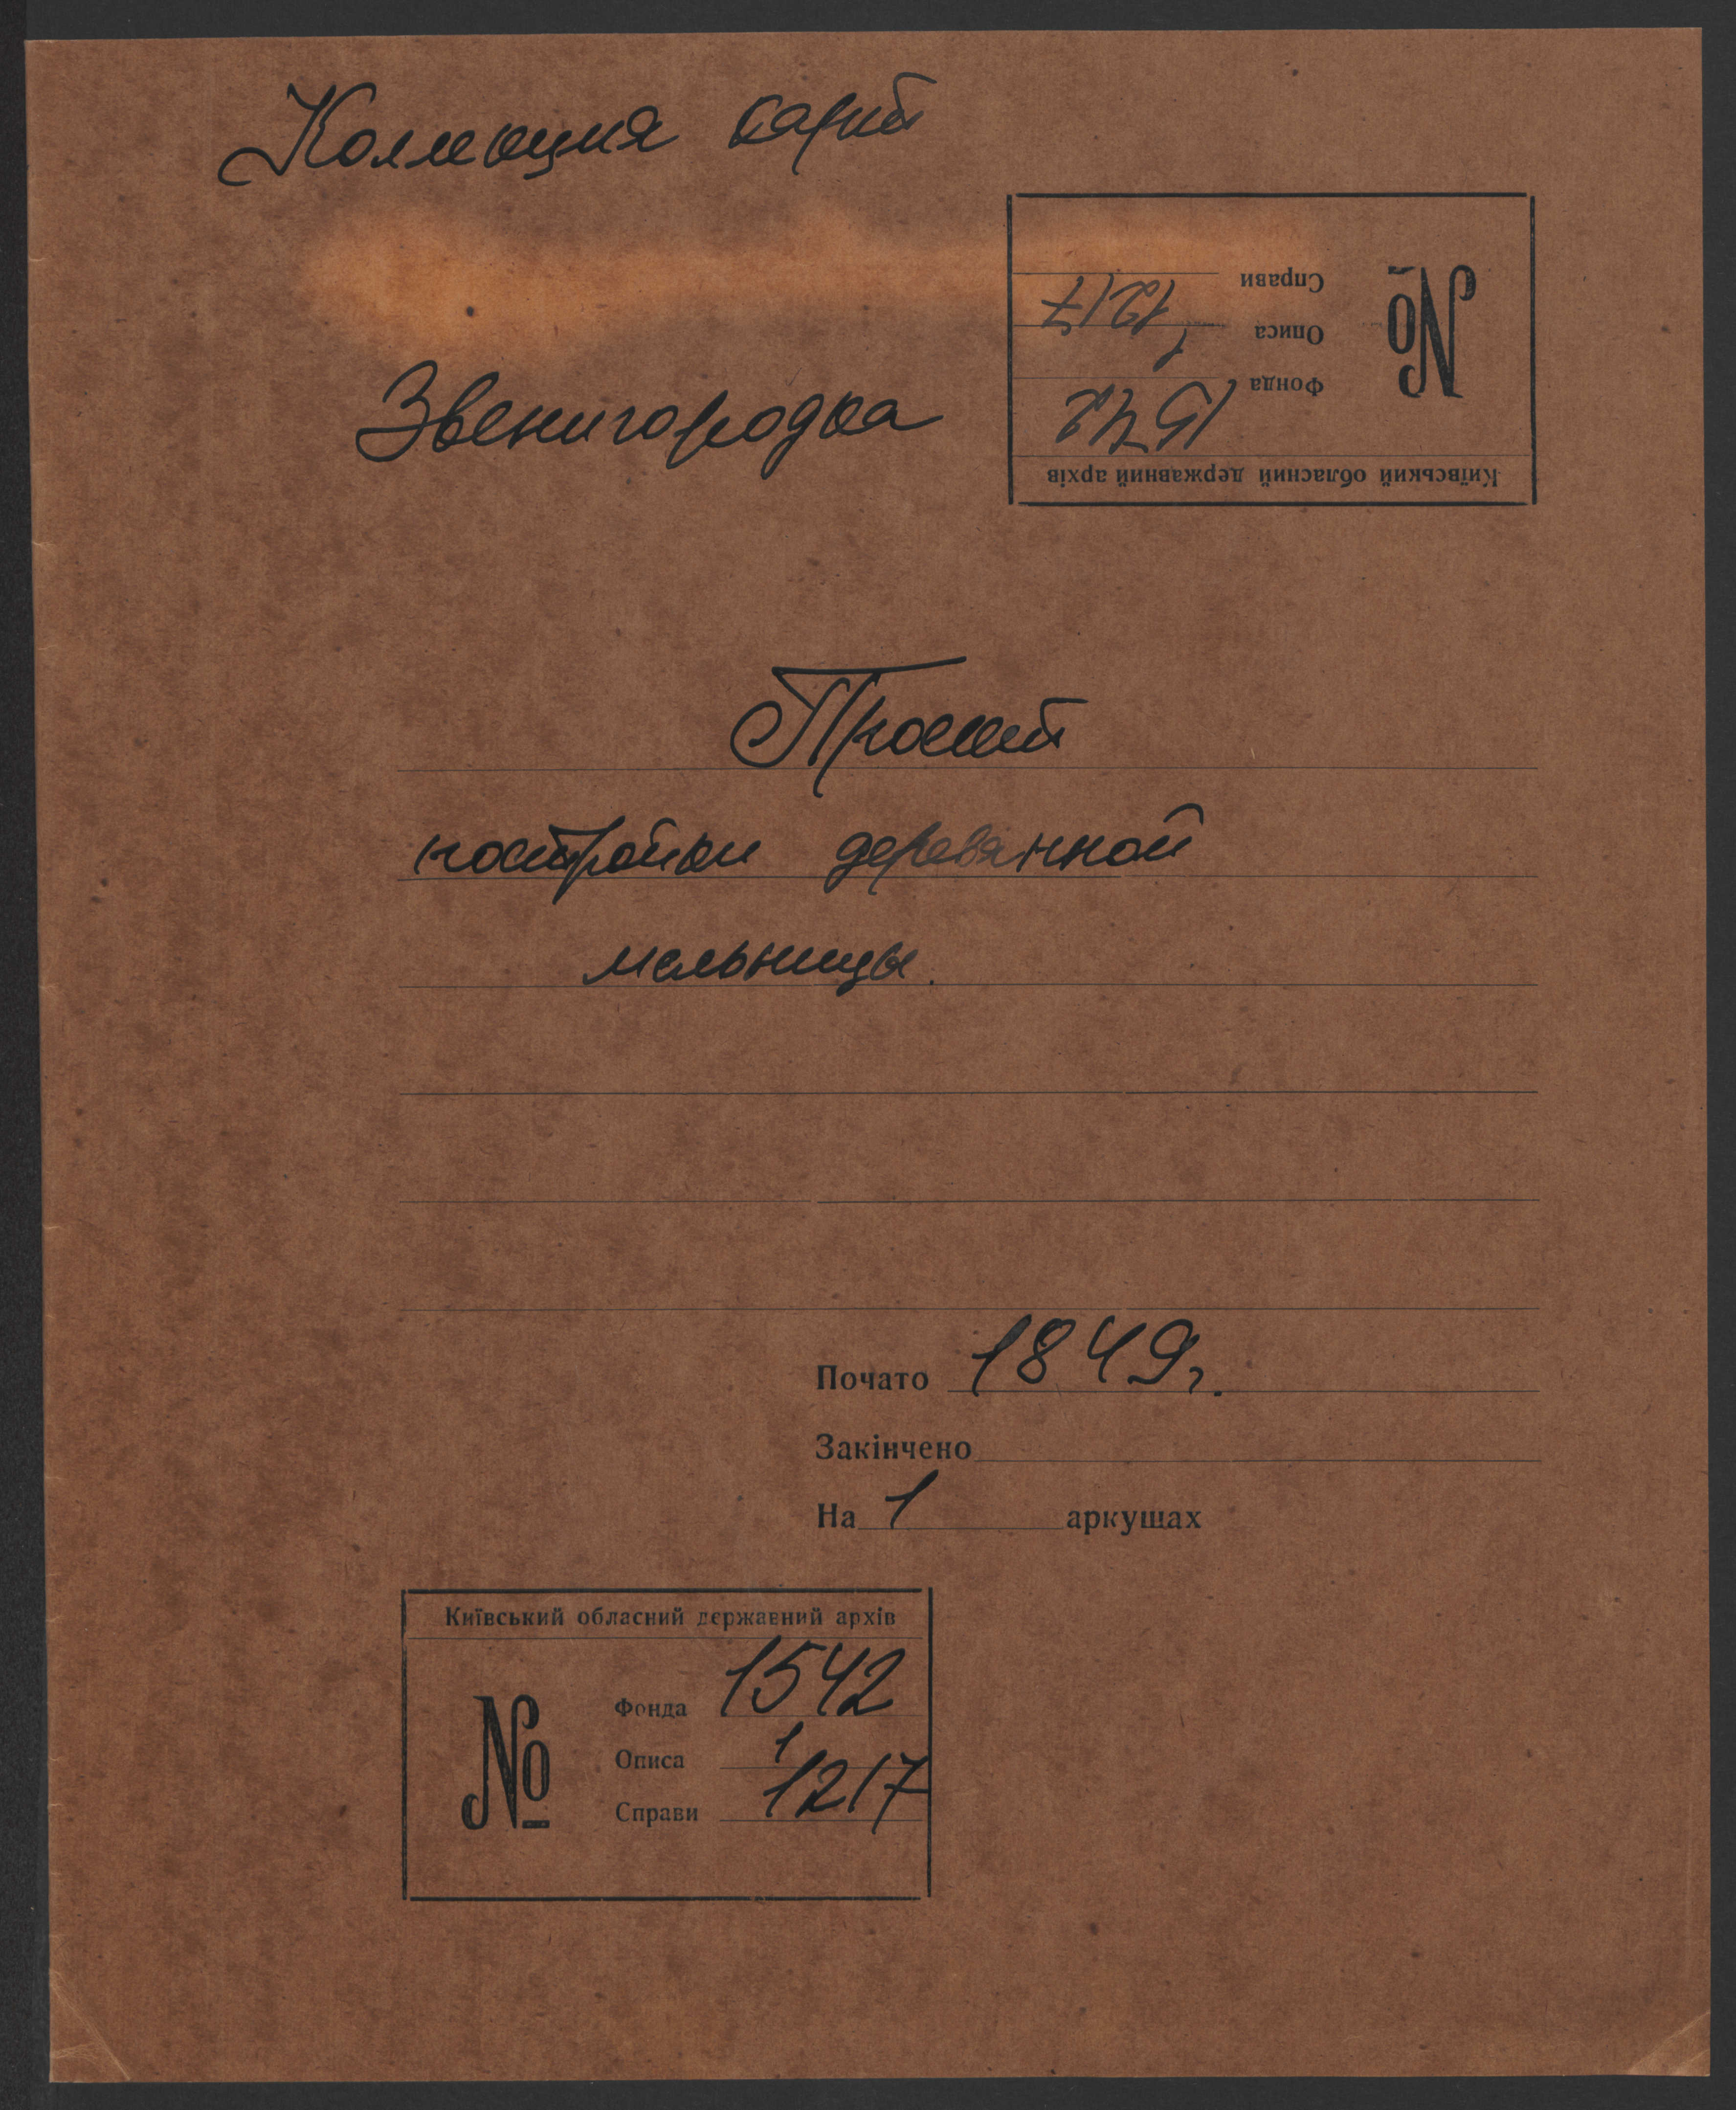 Коллекция карт
Київський обласний державний архів
№
Фонда 1542
Описа 1
Справи 1217
Звенигородка
Проект
постройки деревянной
мельницы.
Почато 1849 г.
Закінчено
На 1 аркушах
Київський обласний державний архів
№
Фонда 1542
Описа 1
Справи 1217